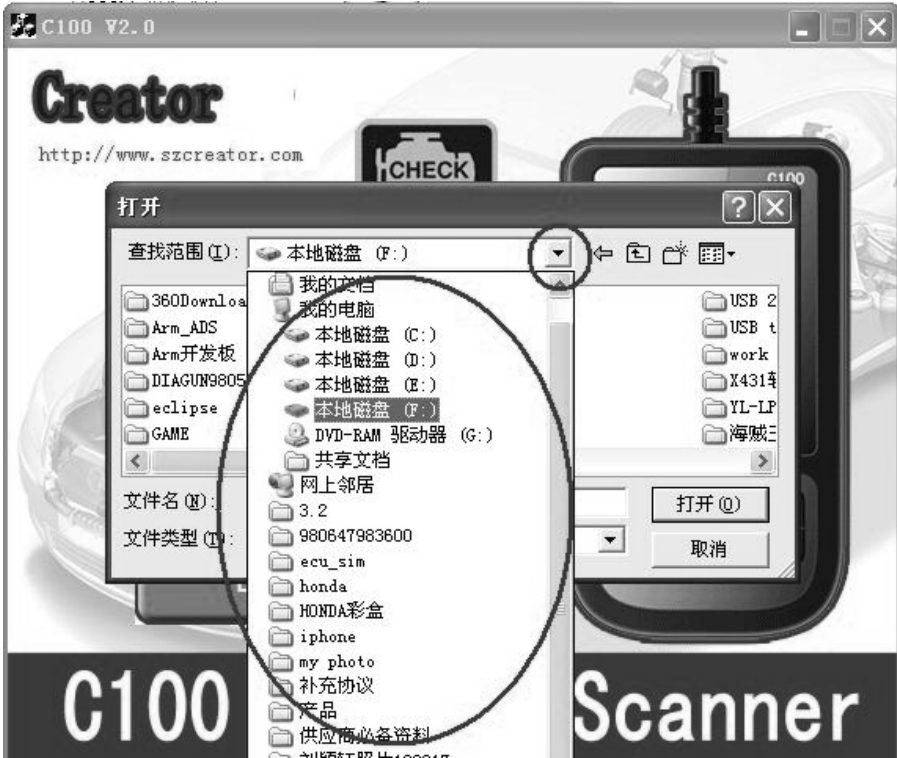 C100 V2.0
Creator
http://www.szcreator.com
CHECK
C100
打开
查找范围(I):
本地磁盘 (F:)
我的文档
我的电脑
本地磁盘 (C:)
本地磁盘 (D:)
本地磁盘 (E:)
本地磁盘 (F:)
DVD-RAM 驱动器 (G:)
共享文档
网上邻居
3.2
980647983600
ecu_sim
honda
HONDA彩盒
iphone
my photo
补充协议
产品
供应商必备资料
360Downloa
Arm_ADS
Arm开发板
DIAGUN9805
eclipse
GAME
USB 2
USB t
work
X431
YL-LP
海贼
文件名(N):
打开(O)
文件类型(T):
取消
C100 Scanner